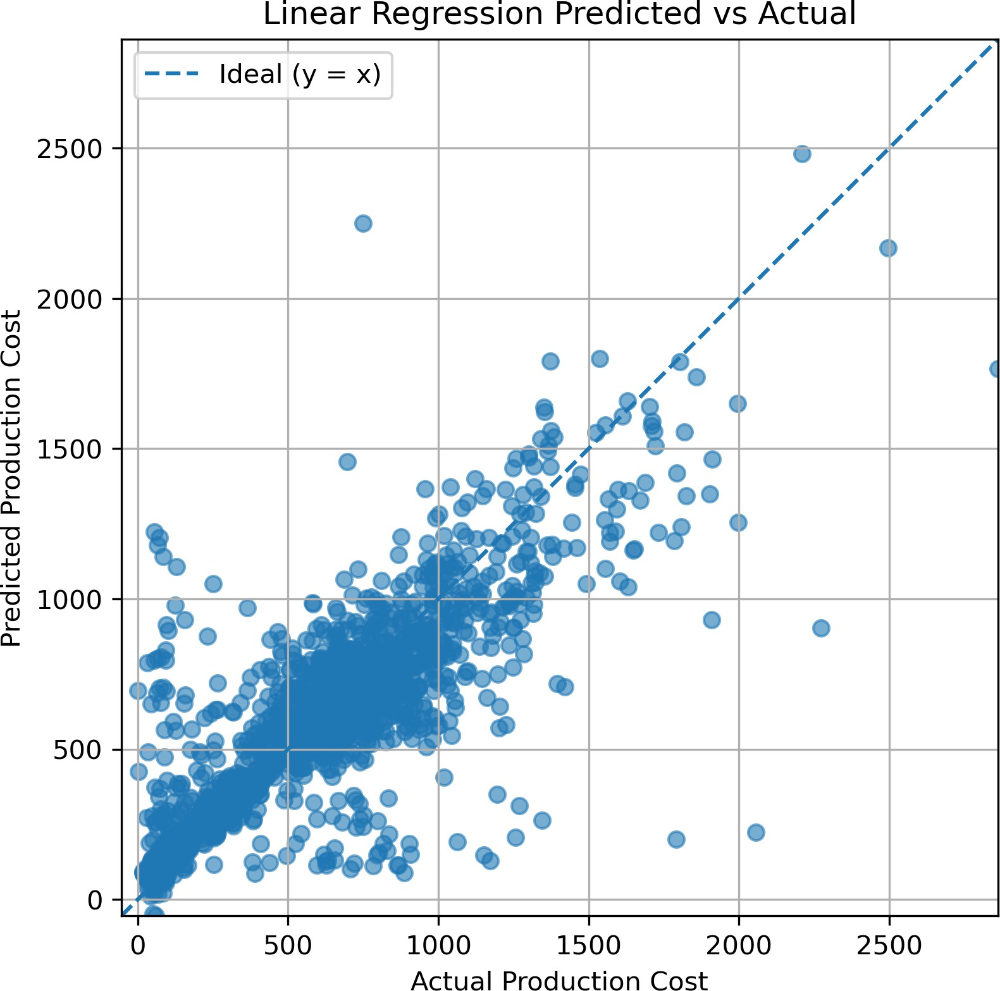 Linear Regression Predicted vs Actual
Ideal (y = x)
2500
2000
1500
1000
500
0
Predicted Production Cost
0 500 1000 1500 2000 2500
Actual Production Cost